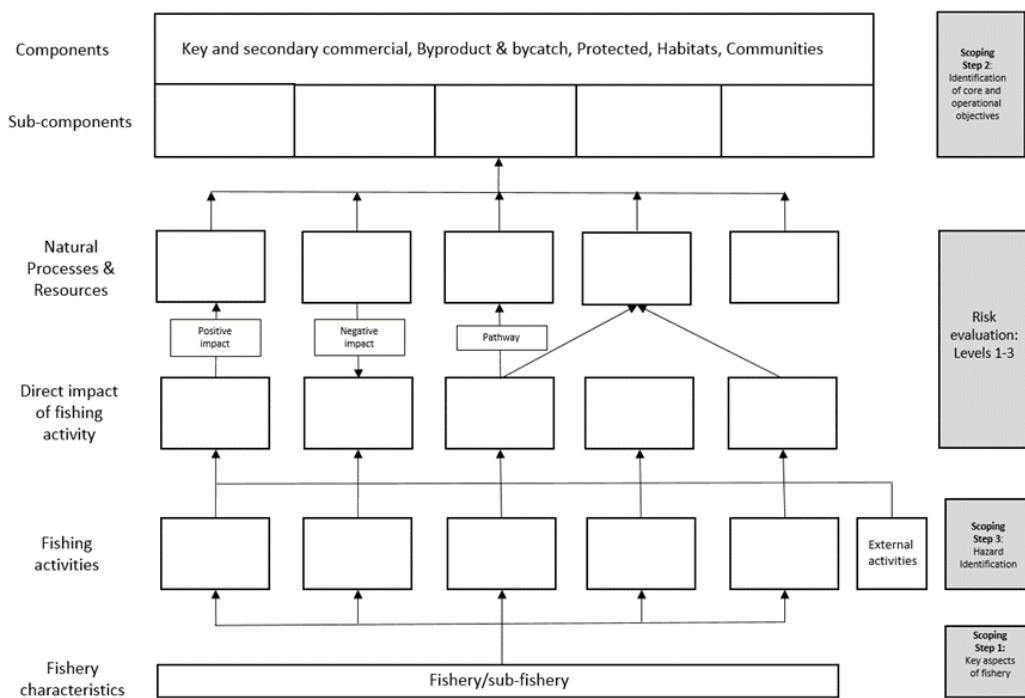 Components
Key and secondary commercial, Byproduct & bycatch, Protected, Habitats, Communities
Scoping
Step 2:
Identification
of core and
operational
objectives
Sub-components
Natural
Processes &
Resources
Positive
impact
Negative
impact
Pathway
Risk
evaluation:
Levels 1-3
Direct impact
of fishing
activity
Fishing
activities
External
activities
Scoping
Step 3:
Hazard
Identification
Fishery
characteristics
Fishery/sub-fishery
Scoping
Step 1:
Key aspects
of fishery